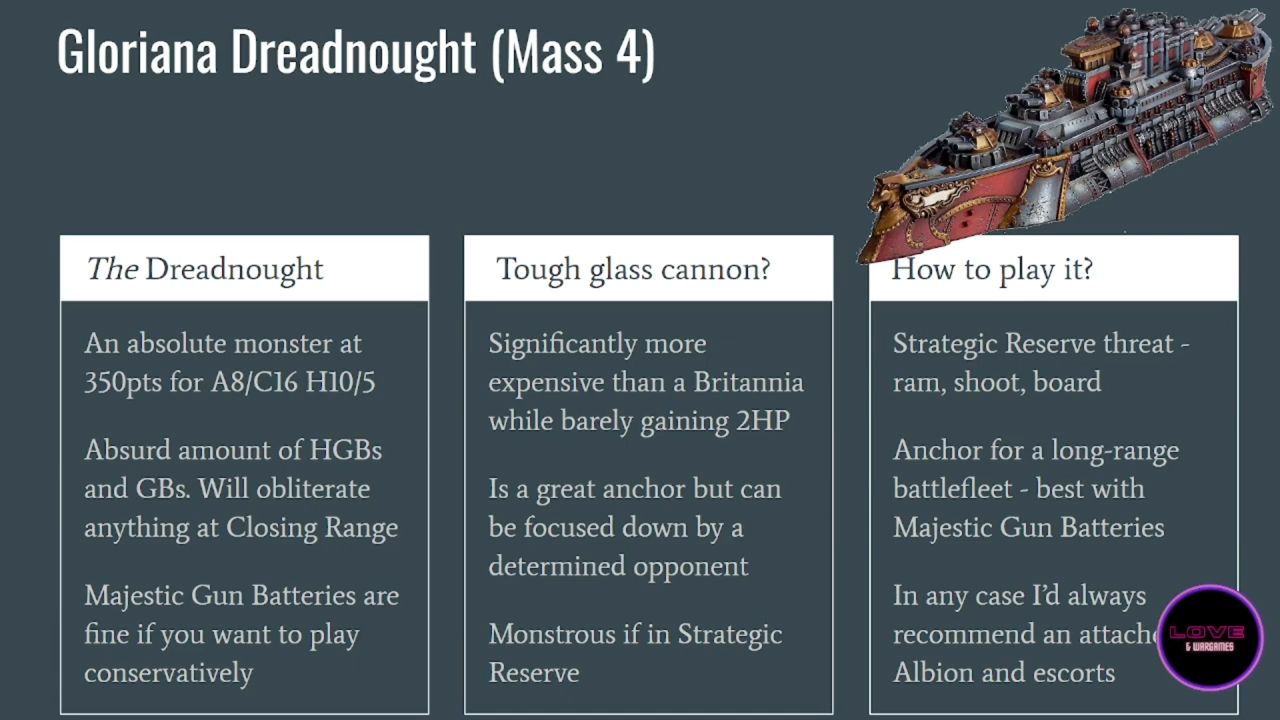 Gloriana Dreadnought (Mass 4)
The Dreadnought
An absolute monster at
350pts for A8/C16 H10/5
Absurd amount of HGBs
and GBs. Will obliterate
anything at Closing Range
Majestic Gun Batteries are
fine if you want to play
conservatively
Tough glass cannon?
Significantly more
expensive than a Britannia
while barely gaining 2HP
Is a great anchor but can
be focused down by a
determined opponent
Monstrous if in Strategic
Reserve
How to play it?
Strategic Reserve threat -
ram, shoot, board
Anchor for a long-range
battlefleet - best with
Majestic Gun Batteries
In any case I'd always
recommend an
Albion and escorts
LOVE
& WARGAMES